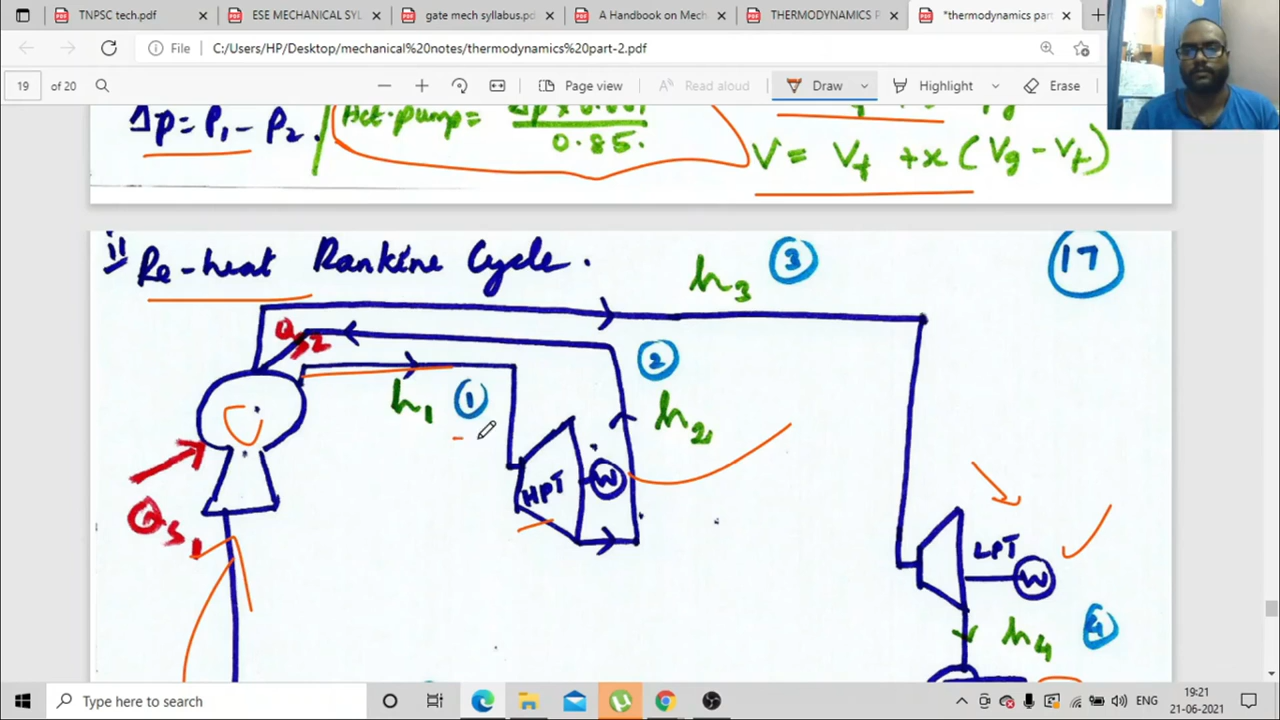 TNPSC tech.pdf
ESE MECHANICAL SYL
gate mech syllabus.pd
A Handbook on Mech
THERMODYNAMICS P
*thermodynamics par
File
C:/Users/HP/Desktop/mechanical%20notes/thermodynamics%20part-2.pdf
19 of 20
Page view
Read aloud
Draw
Highlight
Erase
Δp = P1 - P2 .
Act. pump =
0.85.
V = Vf + x (Vg - Vf)
ii) Re-heat Rankine Cycle.
h3
3
17
Qs2
2
h1
1
h2
HPT
W
Qs1
LPT
W
h4
4
Type here to search
ENG
19:21
21-06-2021